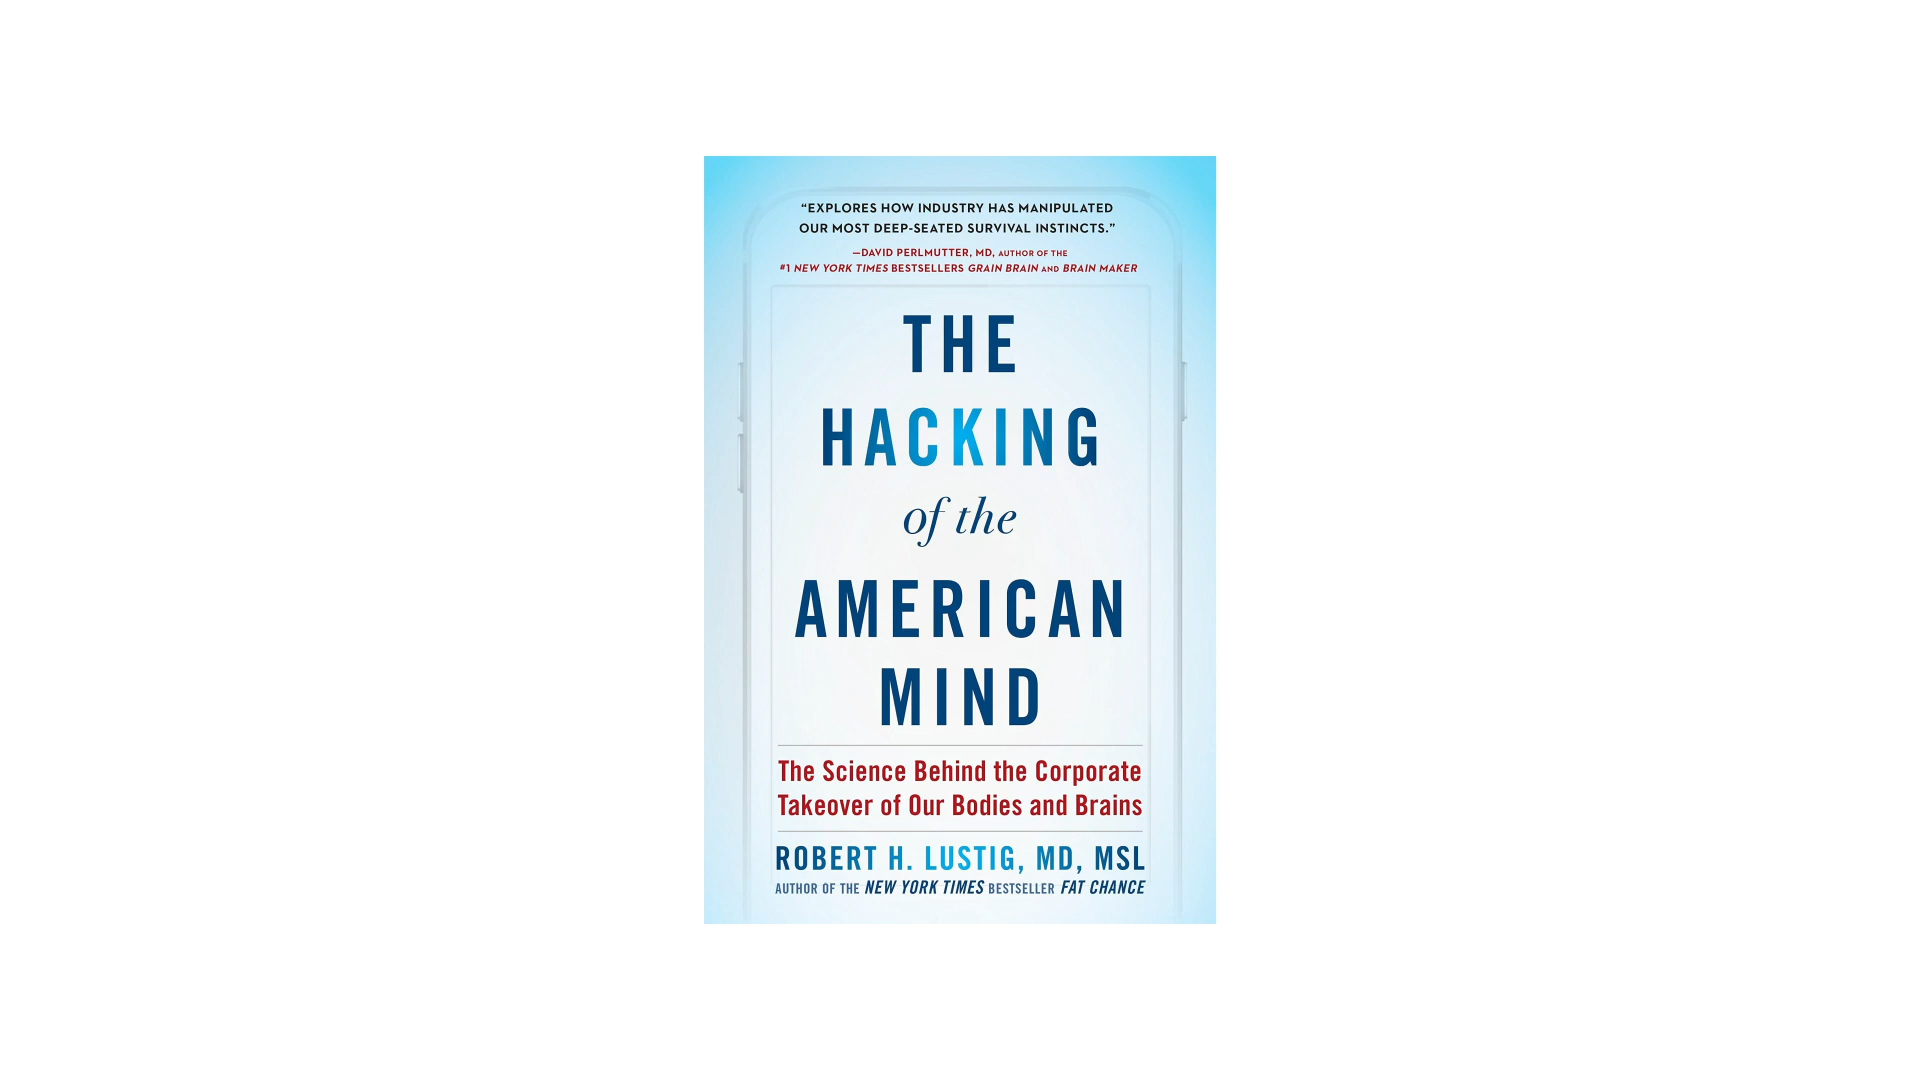 “EXPLORES HOW INDUSTRY HAS MANIPULATED
OUR MOST DEEP-SEATED SURVIVAL INSTINCTS.”
—DAVID PERLMUTTER, MD, AUTHOR OF THE
#1 NEW YORK TIMES BESTSELLERS GRAIN BRAIN AND BRAIN MAKER
THE
HACKING
of the
AMERICAN
MIND
The Science Behind the Corporate
Takeover of Our Bodies and Brains
ROBERT H. LUSTIG, MD, MSL
AUTHOR OF THE NEW YORK TIMES BESTSELLER FAT CHANCE